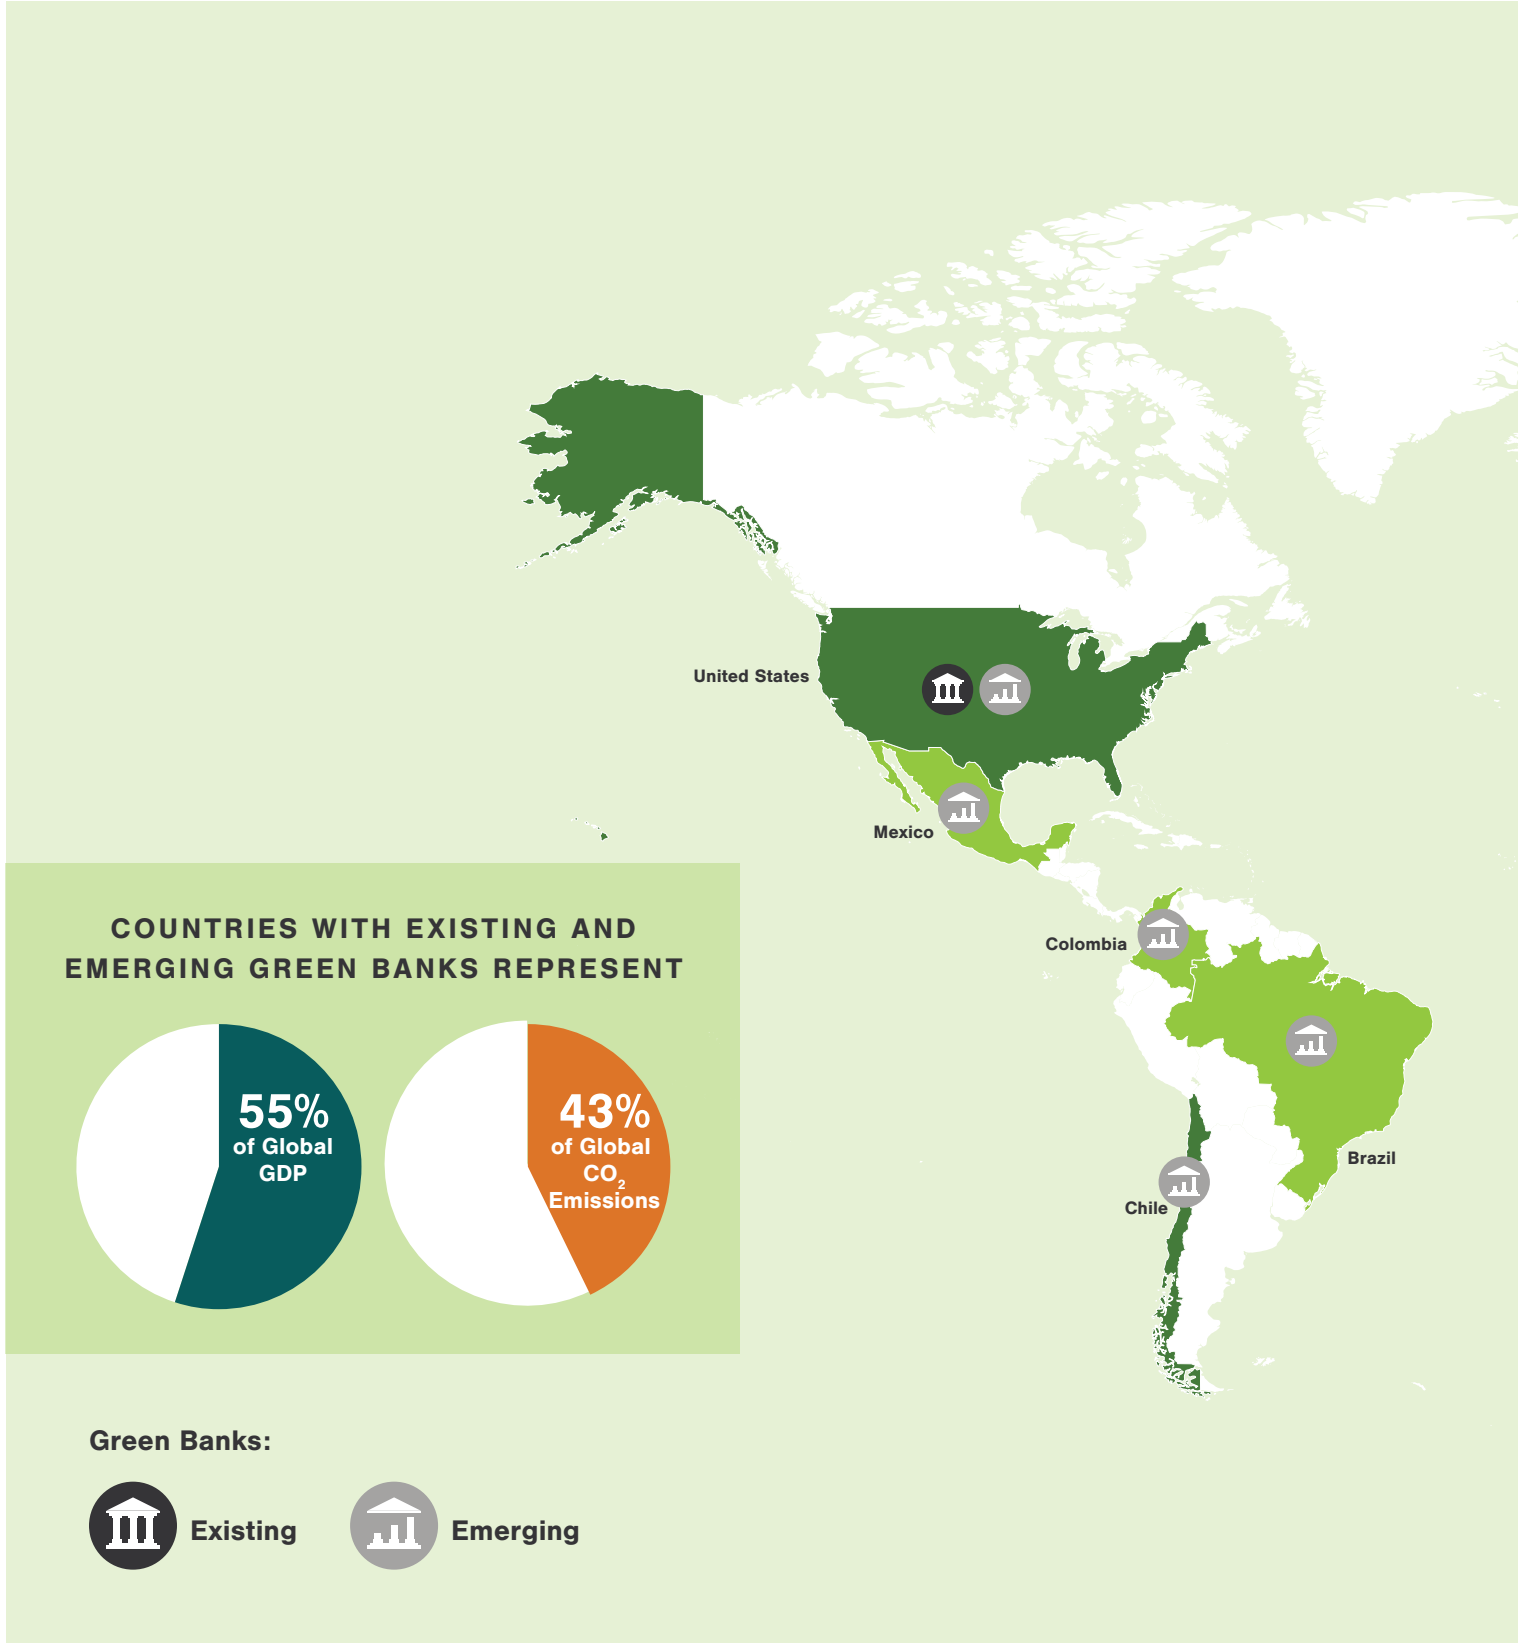 United States
Mexico
Colombia
Brazil
Chile
COUNTRIES WITH EXISTING AND
EMERGING GREEN BANKS REPRESENT
55%
of Global
GDP
43%
of Global
CO₂
Emissions
Green Banks:
Existing
Emerging